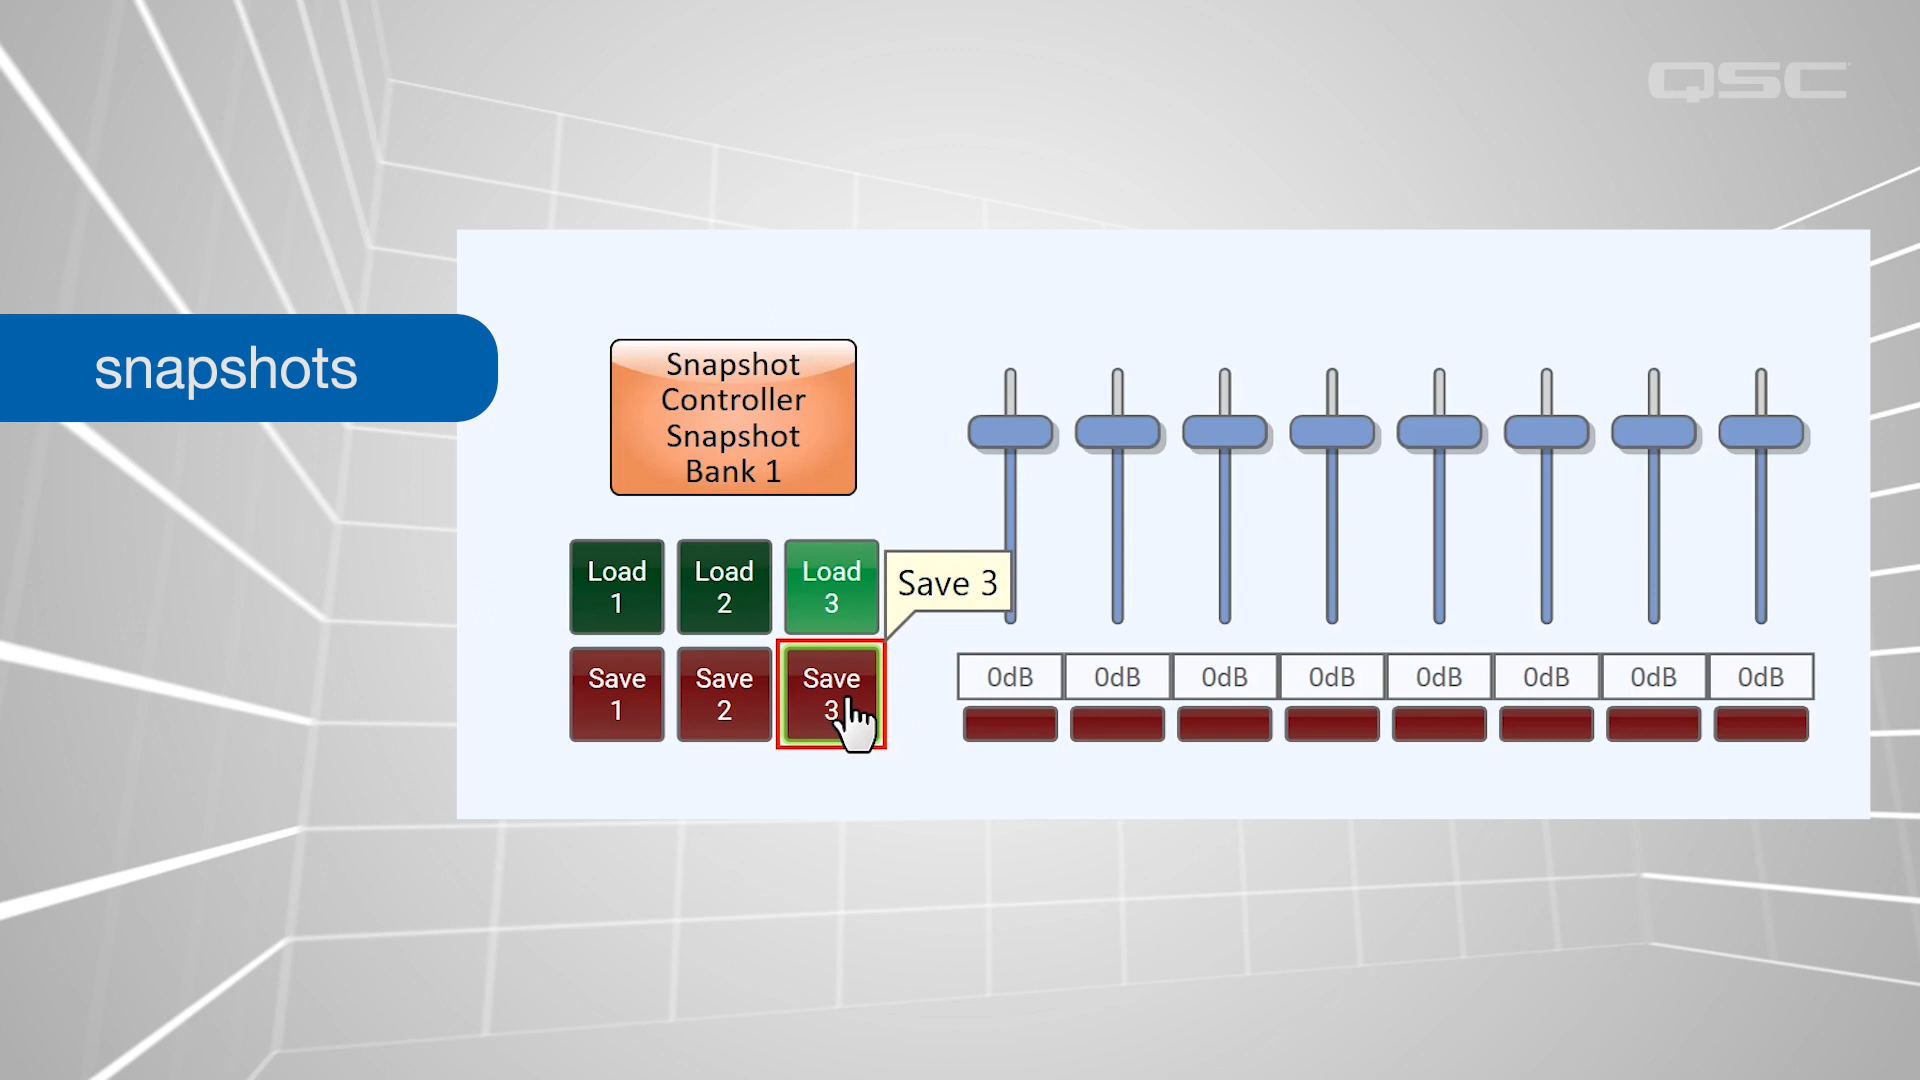 QSC
snapshots
Snapshot
Controller
Snapshot
Bank 1
Load
1
Load
2
Load
3
Save 3
Save
1
Save
2
Save
3
0dB
0dB
0dB
0dB
0dB
0dB
0dB
0dB